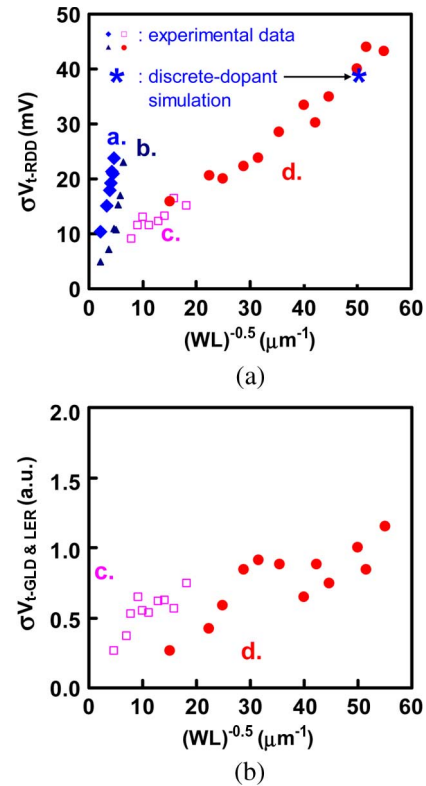 (a)
50
40
30
20
10
0
σVt-RDD (mV)
: experimental data
* : discrete-dopant
simulation
*
a.
b.
c.
d.
0 10 20 30 40 50 60
(WL)-0.5 (μm-1)
(a)
2.0
1.5
1.0
0.5
0.0
σVt-GLD & LER (a.u.)
c.
d.
0 10 20 30 40 50 60
(WL)-0.5 (μm-1)
(b)